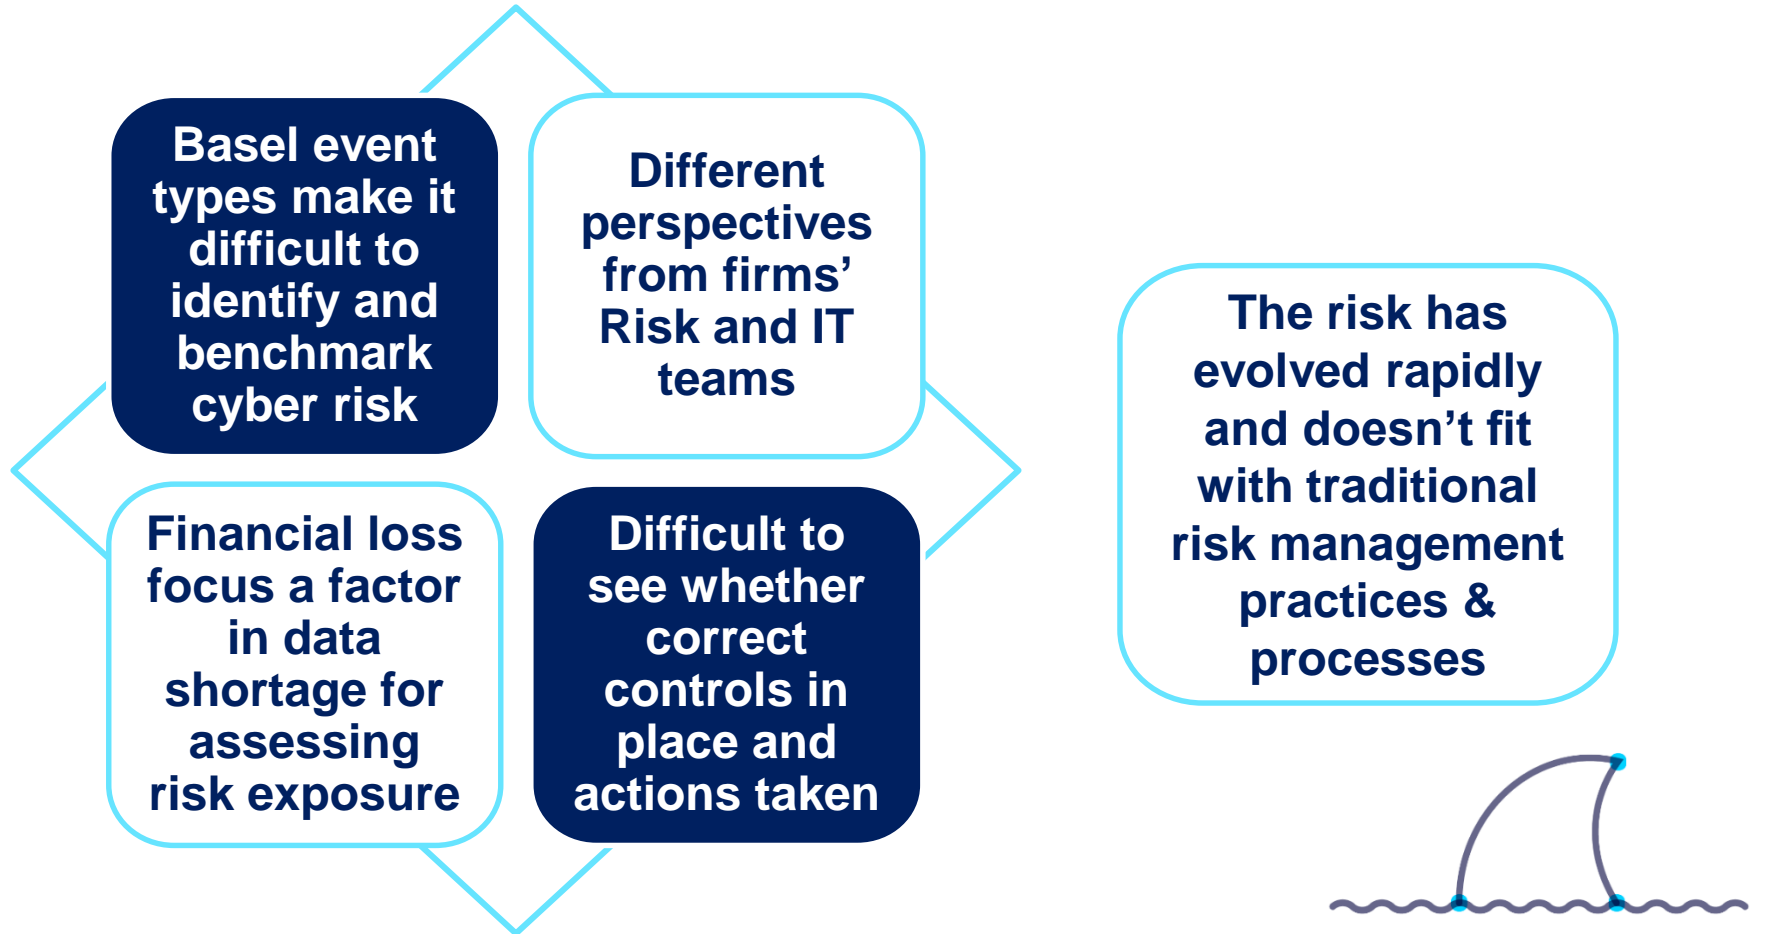 Basel event
types make it
difficult to
identify and
benchmark
cyber risk
Different
perspectives
from firms’
Risk and IT
teams
Financial loss
focus a factor
in data
shortage for
assessing
risk exposure
Difficult to
see whether
correct
controls in
place and
actions taken
The risk has
evolved rapidly
and doesn’t fit
with traditional
risk management
practices &
processes